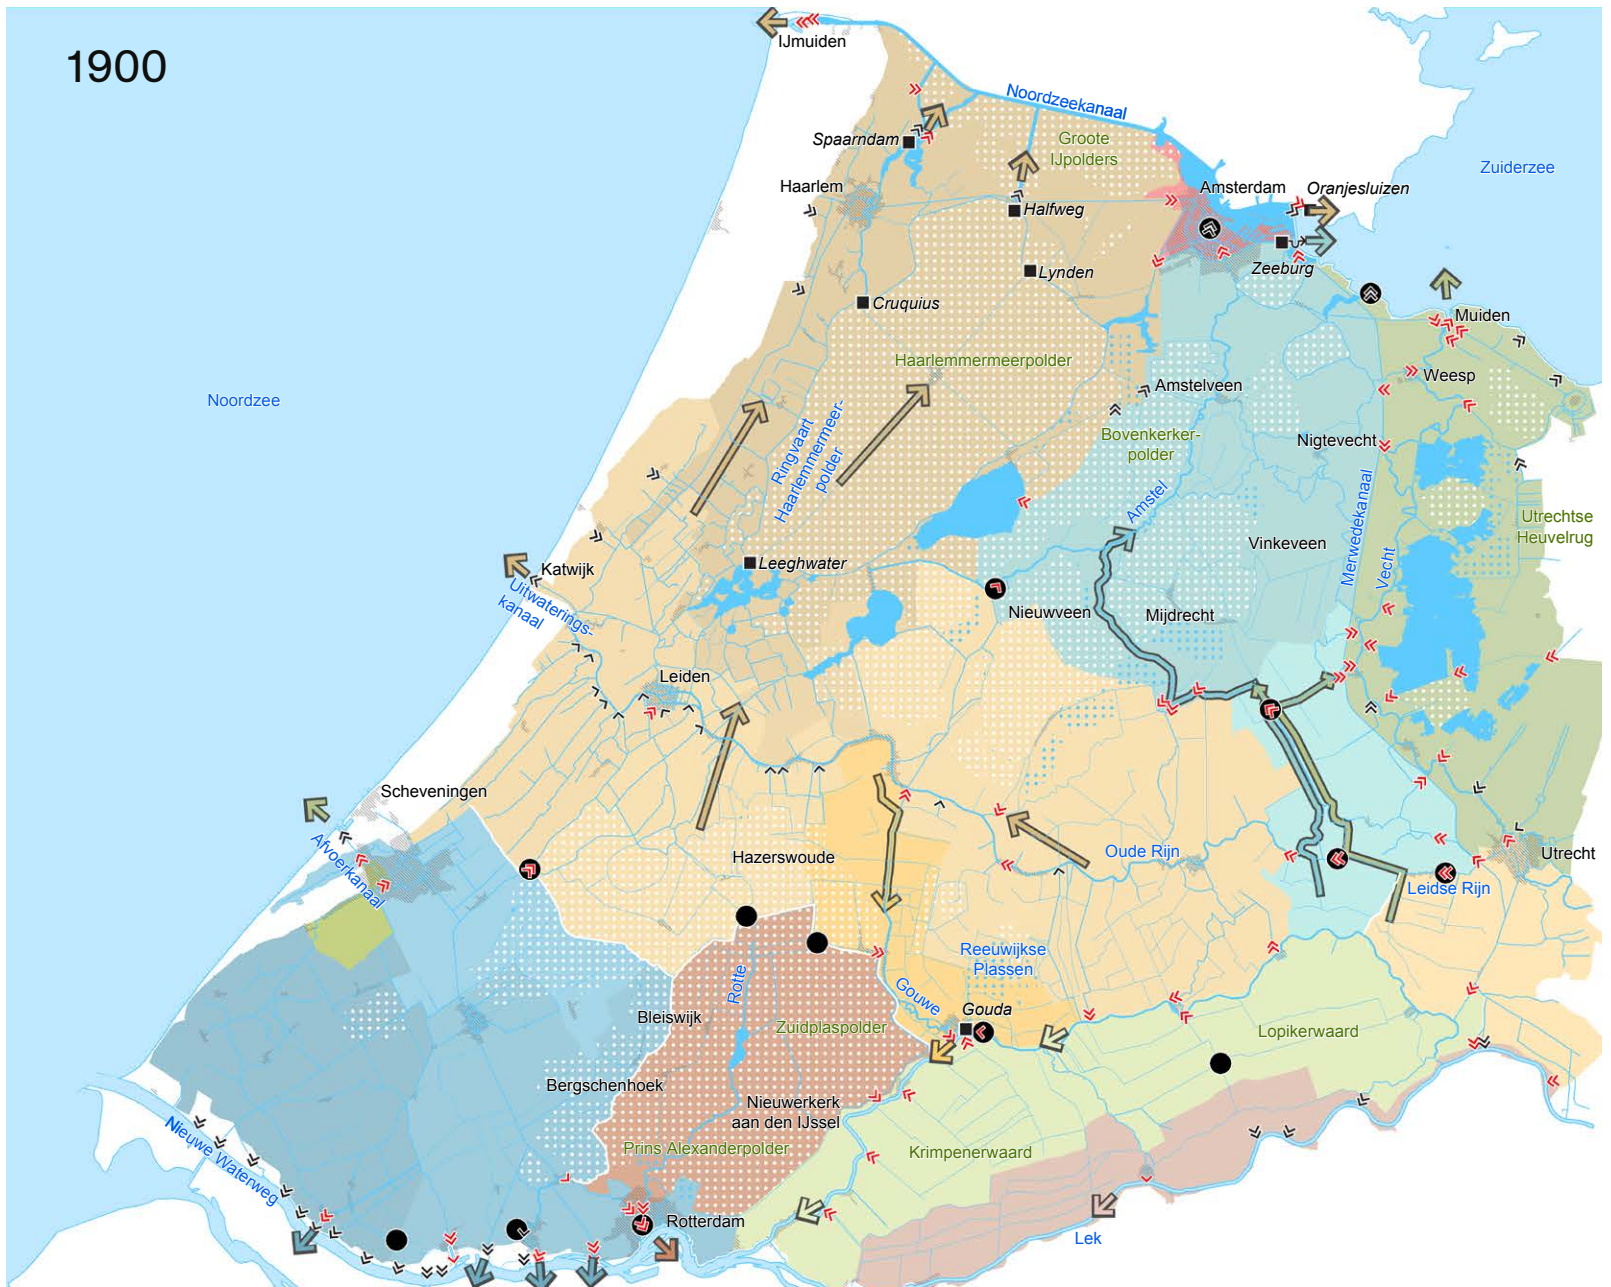 1900
IJmuiden
Noordzeekanaal
Spaarndam
Groote
IJpolders
Zuiderzee
Haarlem
Amsterdam
Oranjesluizen
Halfweg
Zeeburg
Lynden
Cruquius
Muiden
Haarlemmermeerpolder
Weesp
Amstelveen
Noordzee
Ringvaart
Haarlemmermeer-
polder
Bovenkerker-
polder
Nigtevecht
Amstel
Merwedekanaal
Vecht
Utrechtse
Heuvelrug
Vinkeveen
Leeghwater
Katwijk
Uitwaterings-
kanaal
Nieuwveen
Mijdrecht
Leiden
Scheveningen
Afvoerkanaal
Hazerswoude
Oude Rijn
Utrecht
Leidse Rijn
Reeuwijkse
Plassen
Rotte
Gouwe
Gouda
Bleiswijk
Zuidplaspolder
Lopikerwaard
Bergschenhoek
Nieuwerkerk
aan den IJssel
Nieuwe Waterweg
Prins Alexanderpolder
Krimpenerwaard
Rotterdam
Lek